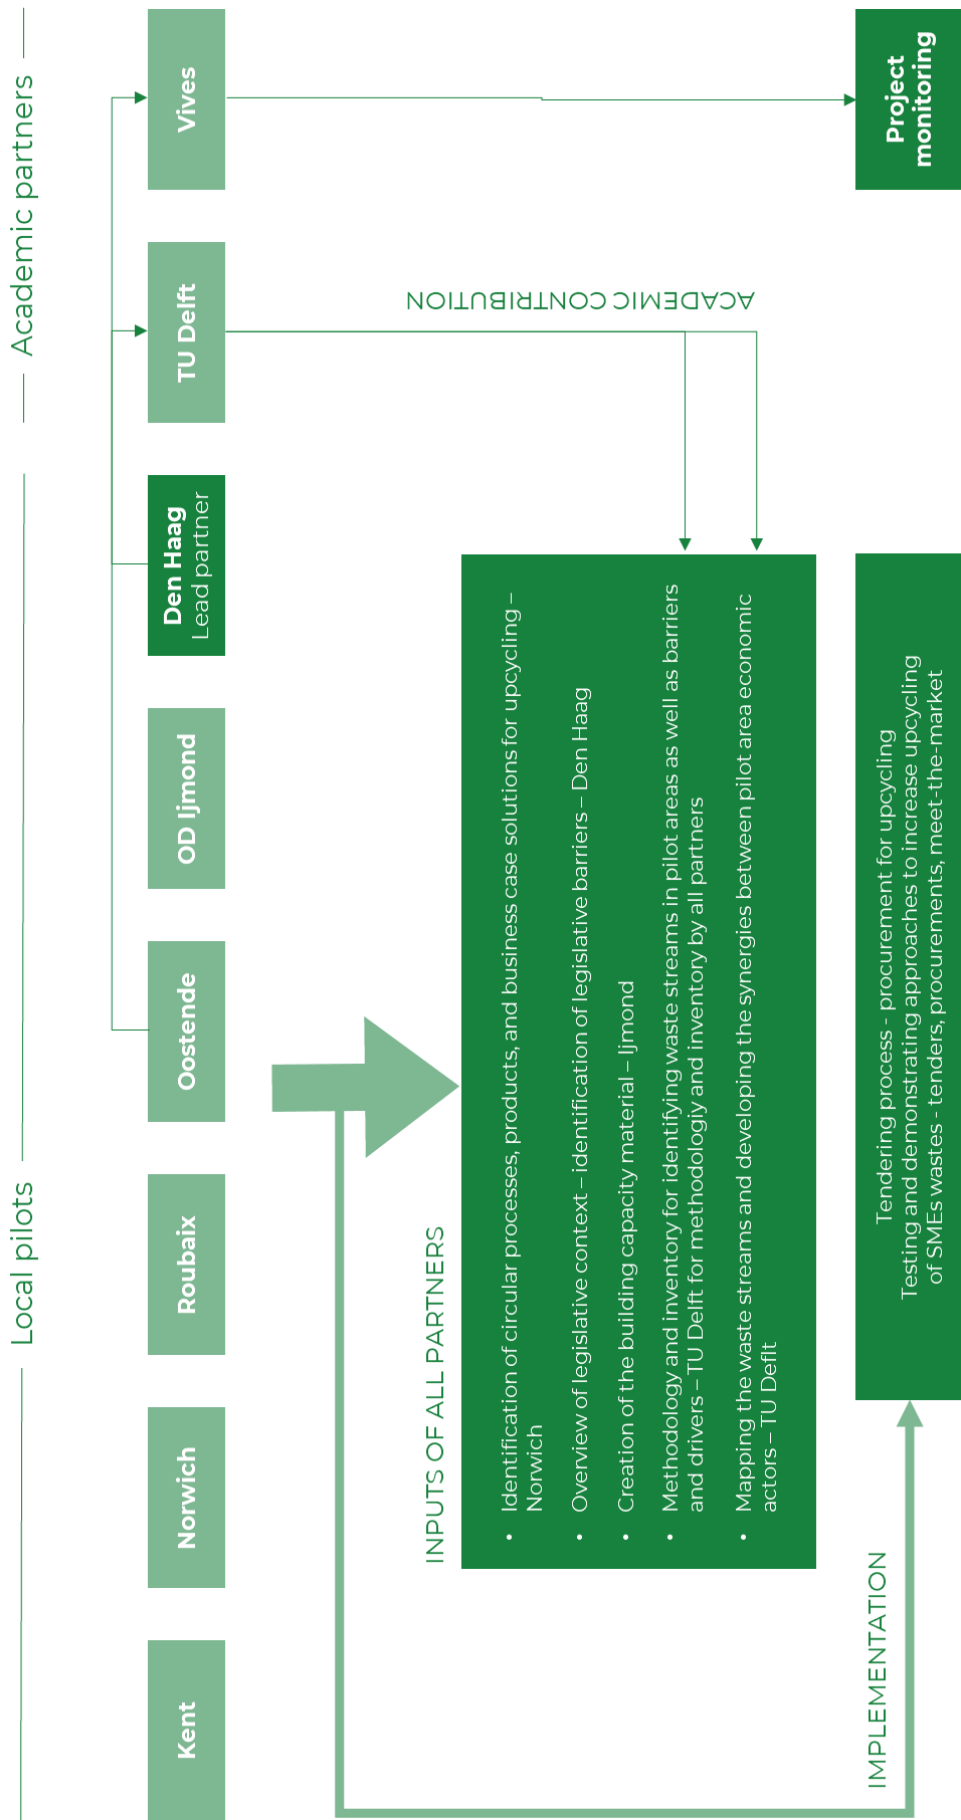 Local pilots
Academic partners
Kent
Norwich
Roubaix
Oostende
OD Ijmond
Den Haag
Lead partner
TU Delft
Vives
INPUTS OF ALL PARTNERS
• Identification of circular processes, products, and business case solutions for upcycling –
Norwich
• Overview of legislative context – identification of legislative barriers – Den Haag
• Creation of the building capacity material – Ijmond
• Methodology and inventory for identifying waste streams in pilot areas as well as barriers
and drivers – TU Delft for methodologiy and inventory by all partners
• Mapping the waste streams and developing the synergies between pilot area economic
actors – TU Deflt
ACADEMIC CONTRIBUTION
IMPLEMENTATION
Tendering process - procurement for upcycling
Testing and demonstrating approaches to increase upcycling
of SMEs wastes - tenders, procurements, meet-the-market
Project
monitoring